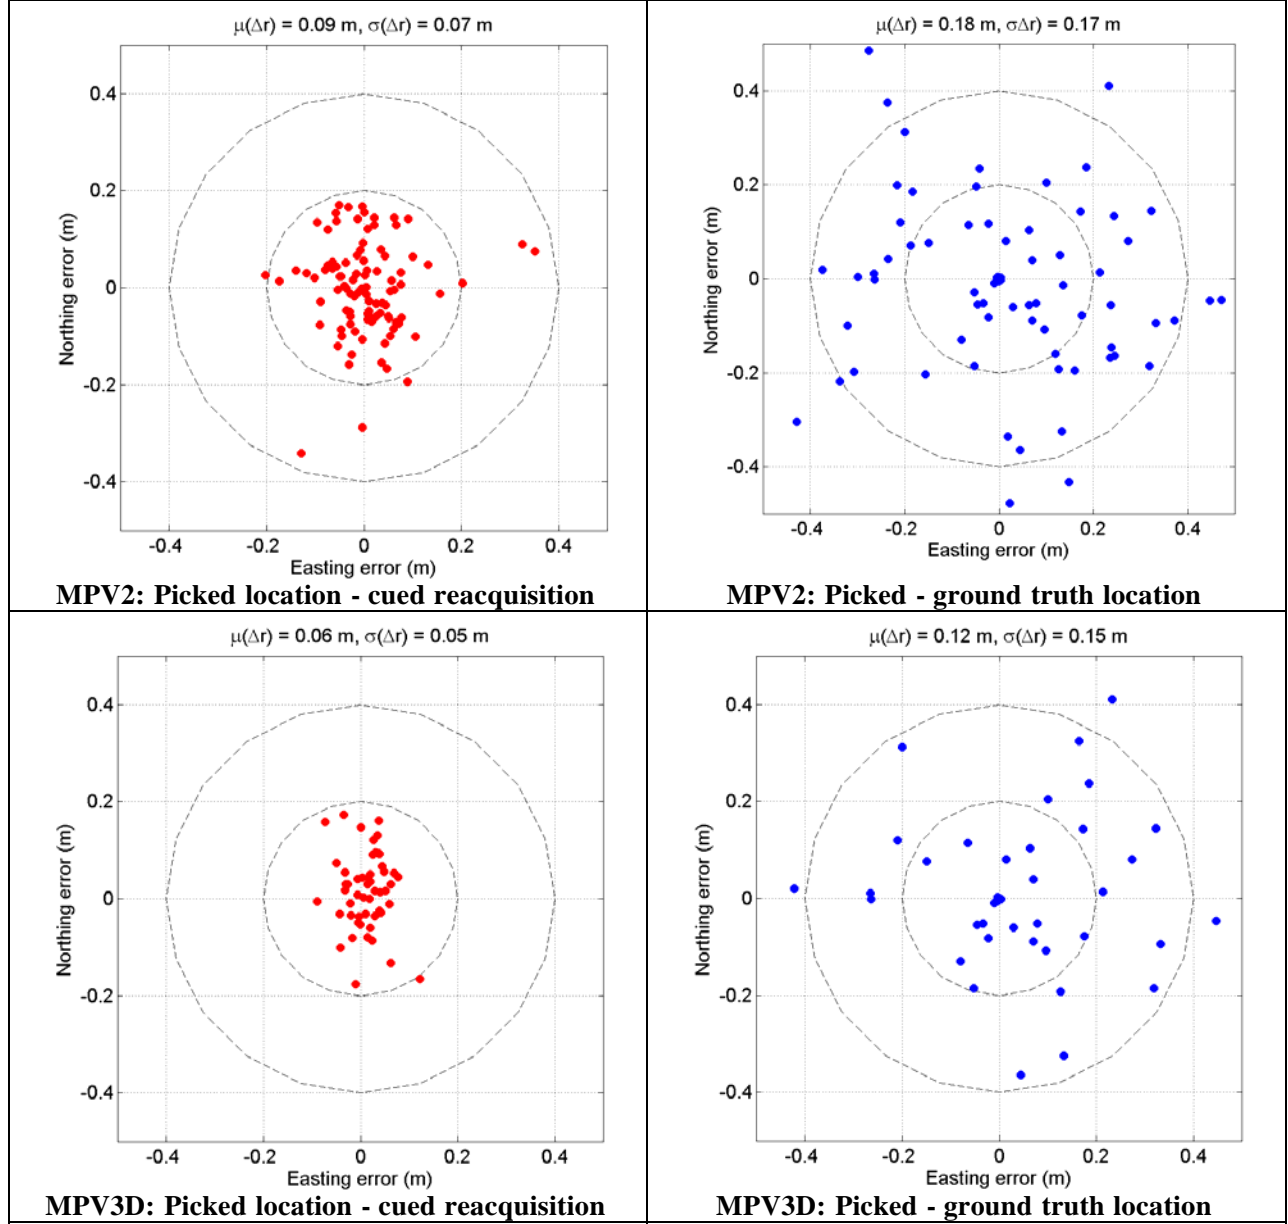 μ(Δr) = 0.09 m, σ(Δr) = 0.07 m
0.4
0.2
0
-0.2
-0.4
Northing error (m)
-0.4 -0.2 0 0.2 0.4
Easting error (m)
MPV2: Picked location - cued reacquisition
μ(Δr) = 0.18 m, σΔr) = 0.17 m
0.4
0.2
0
-0.2
-0.4
Northing error (m)
-0.4 -0.2 0 0.2 0.4
Easting error (m)
MPV2: Picked - ground truth location
μ(Δr) = 0.06 m, σ(Δr) = 0.05 m
0.4
0.2
0
-0.2
-0.4
Northing error (m)
-0.4 -0.2 0 0.2 0.4
Easting error (m)
MPV3D: Picked location - cued reacquisition
μ(Δr) = 0.12 m, σ(Δr) = 0.15 m
0.4
0.2
0
-0.2
-0.4
Northing error (m)
-0.4 -0.2 0 0.2 0.4
Easting error (m)
MPV3D: Picked - ground truth location